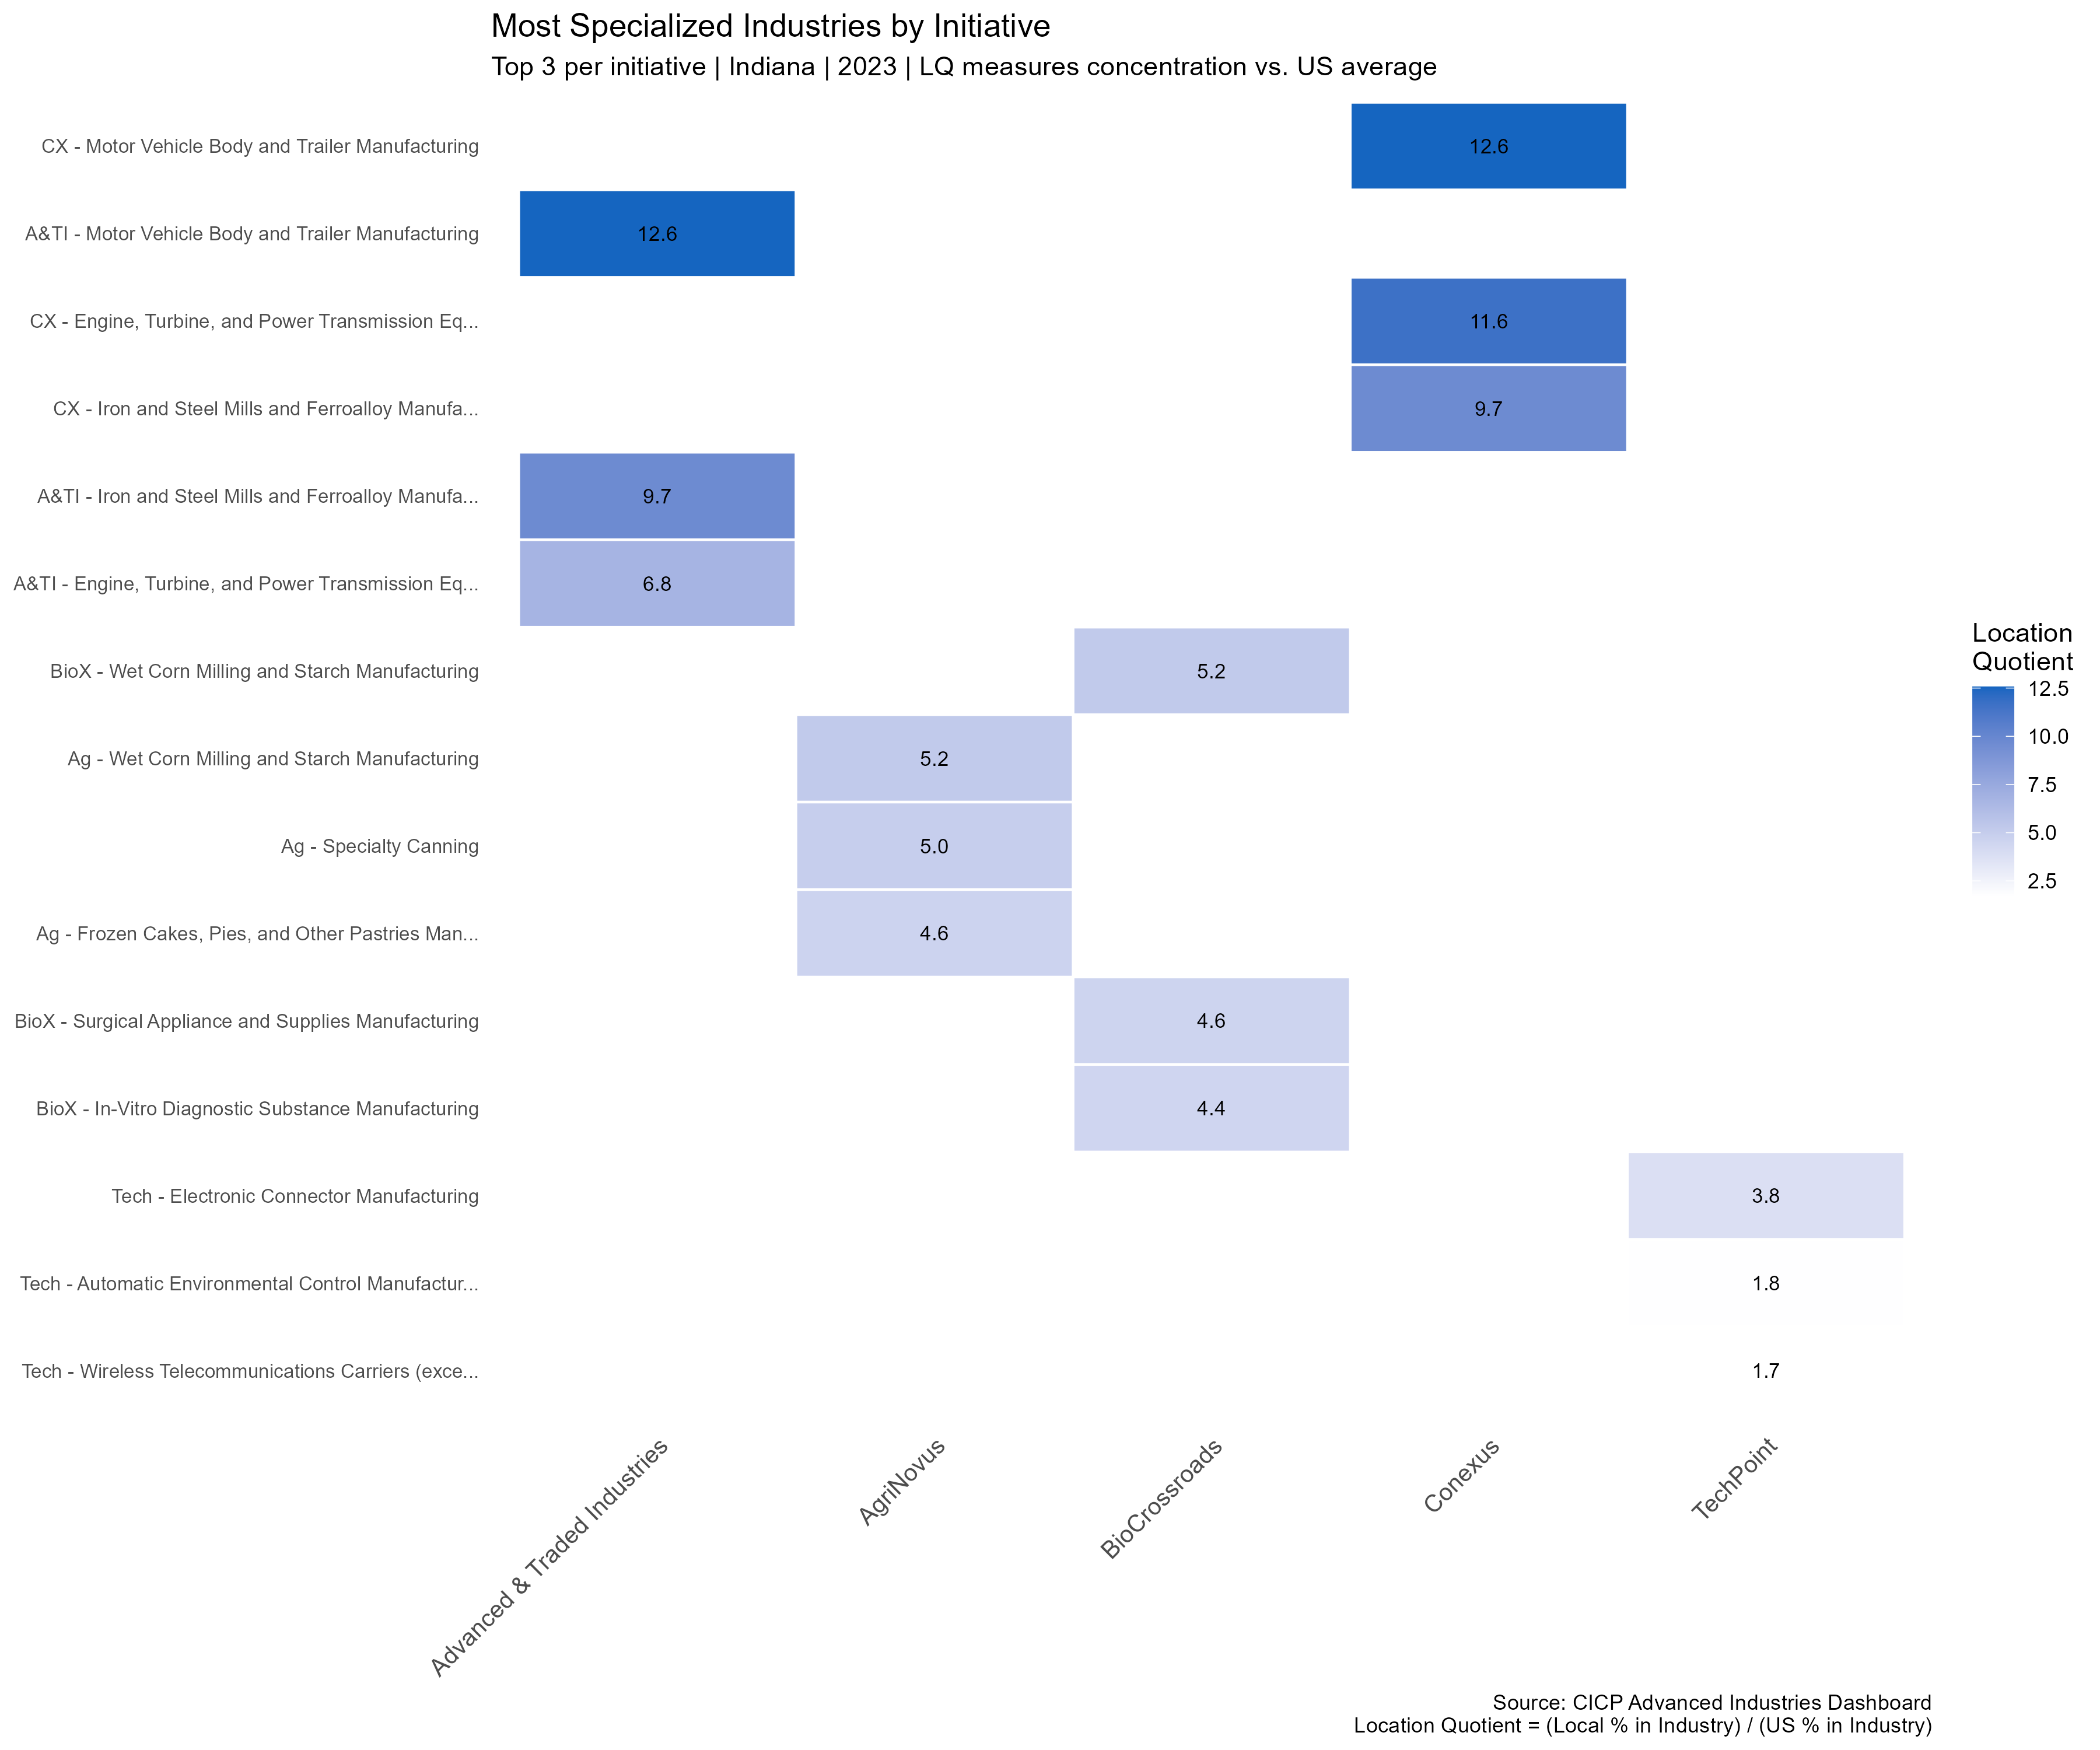 Most Specialized Industries by Initiative
Top 3 per initiative | Indiana | 2023 | LQ measures concentration vs. US average
CX - Motor Vehicle Body and Trailer Manufacturing
12.6
A&TI - Motor Vehicle Body and Trailer Manufacturing
12.6
CX - Engine, Turbine, and Power Transmission Eq...
11.6
CX - Iron and Steel Mills and Ferroalloy Manufa...
9.7
A&TI - Iron and Steel Mills and Ferroalloy Manufa...
9.7
A&TI - Engine, Turbine, and Power Transmission Eq...
6.8
BioX - Wet Corn Milling and Starch Manufacturing
5.2
Ag - Wet Corn Milling and Starch Manufacturing
5.2
Ag - Specialty Canning
5.0
Ag - Frozen Cakes, Pies, and Other Pastries Man...
4.6
BioX - Surgical Appliance and Supplies Manufacturing
4.6
BioX - In-Vitro Diagnostic Substance Manufacturing
4.4
Tech - Electronic Connector Manufacturing
3.8
Tech - Automatic Environmental Control Manufactur...
1.8
Tech - Wireless Telecommunications Carriers (exce...
1.7
Advanced & Traded Industries
AgriNovus
BioCrossroads
Conexus
TechPoint
Location
Quotient
12.5
10.0
7.5
5.0
2.5
Source: CICP Advanced Industries Dashboard
Location Quotient = (Local % in Industry) / (US % in Industry)